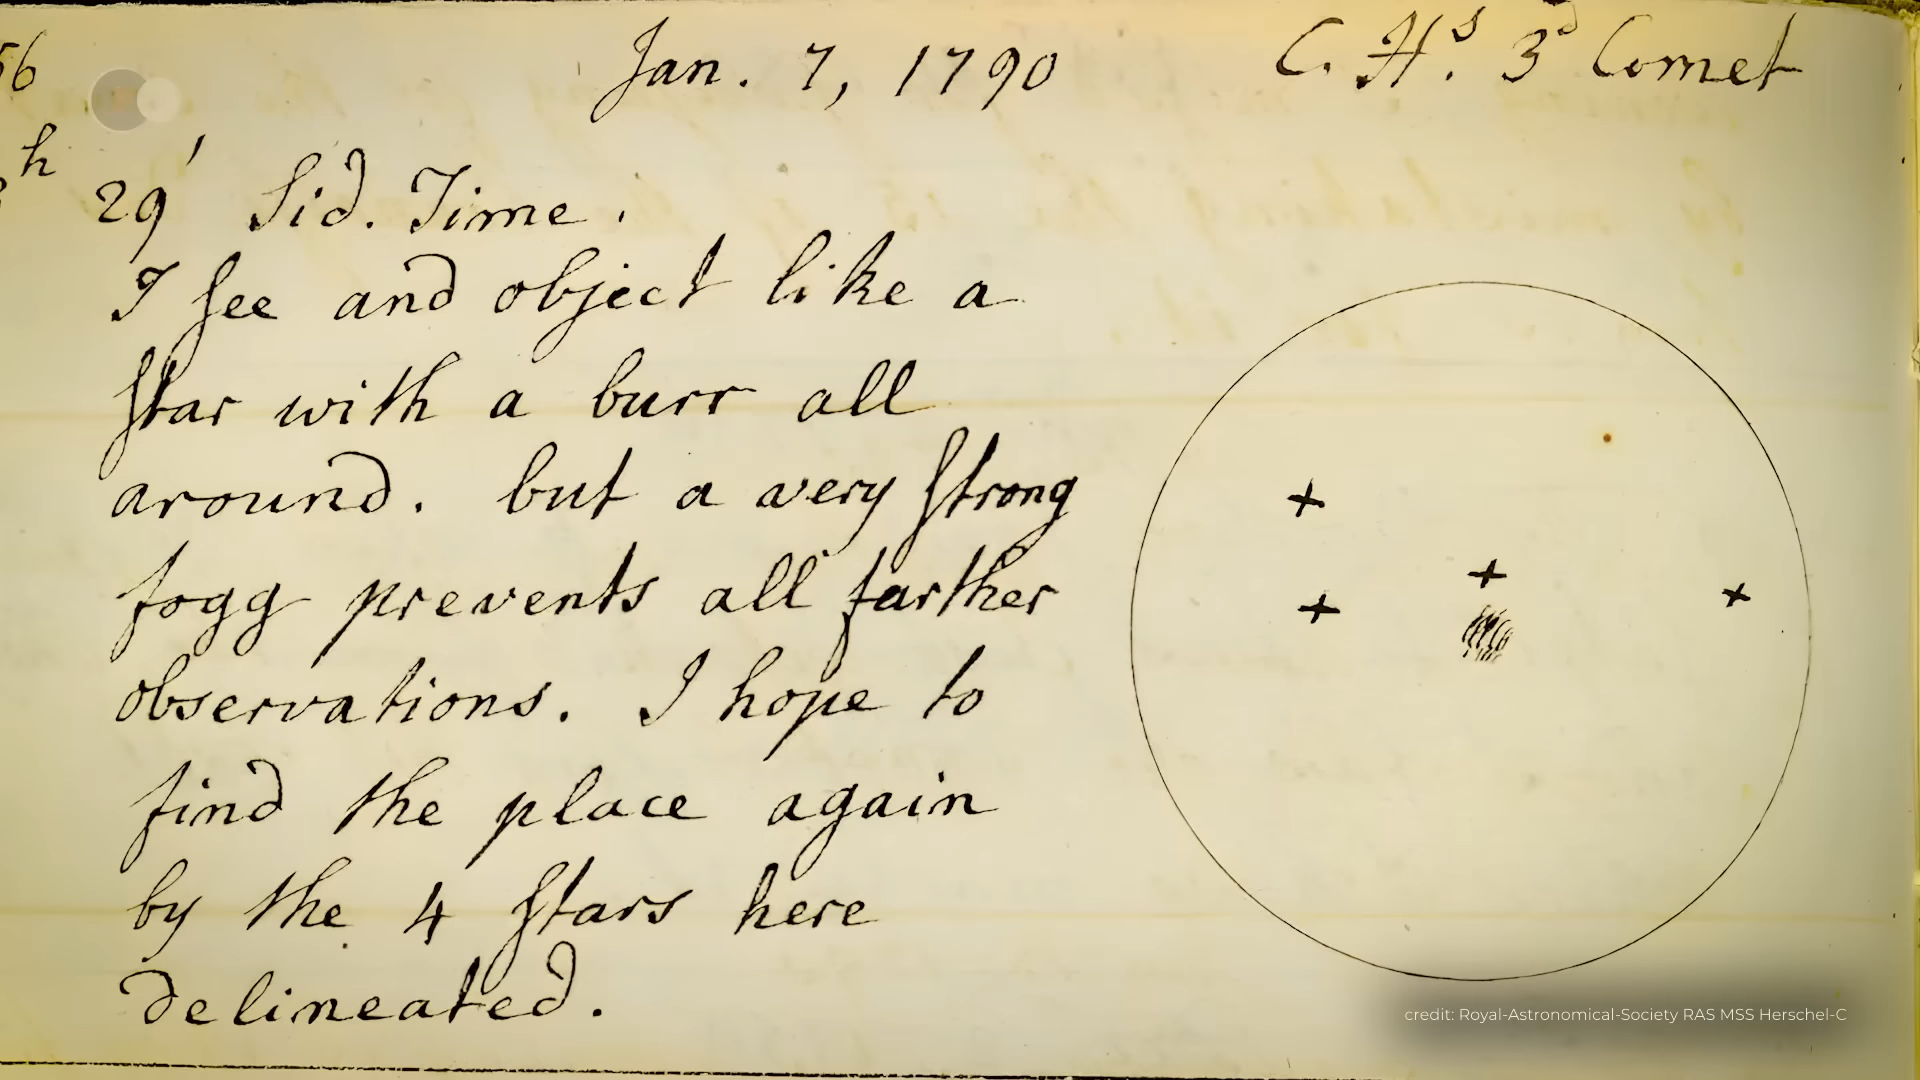 56 Jan. 7, 1790 C. H.s 3d Comet
h 29' Sid. Time.
I see and object like a
star with a burr all
around. but a very strong
fogg prevents all farther
observations. I hope to
find the place again
by the 4 stars here
delineated.
credit: Royal-Astronomical-Society RAS MSS Herschel-C